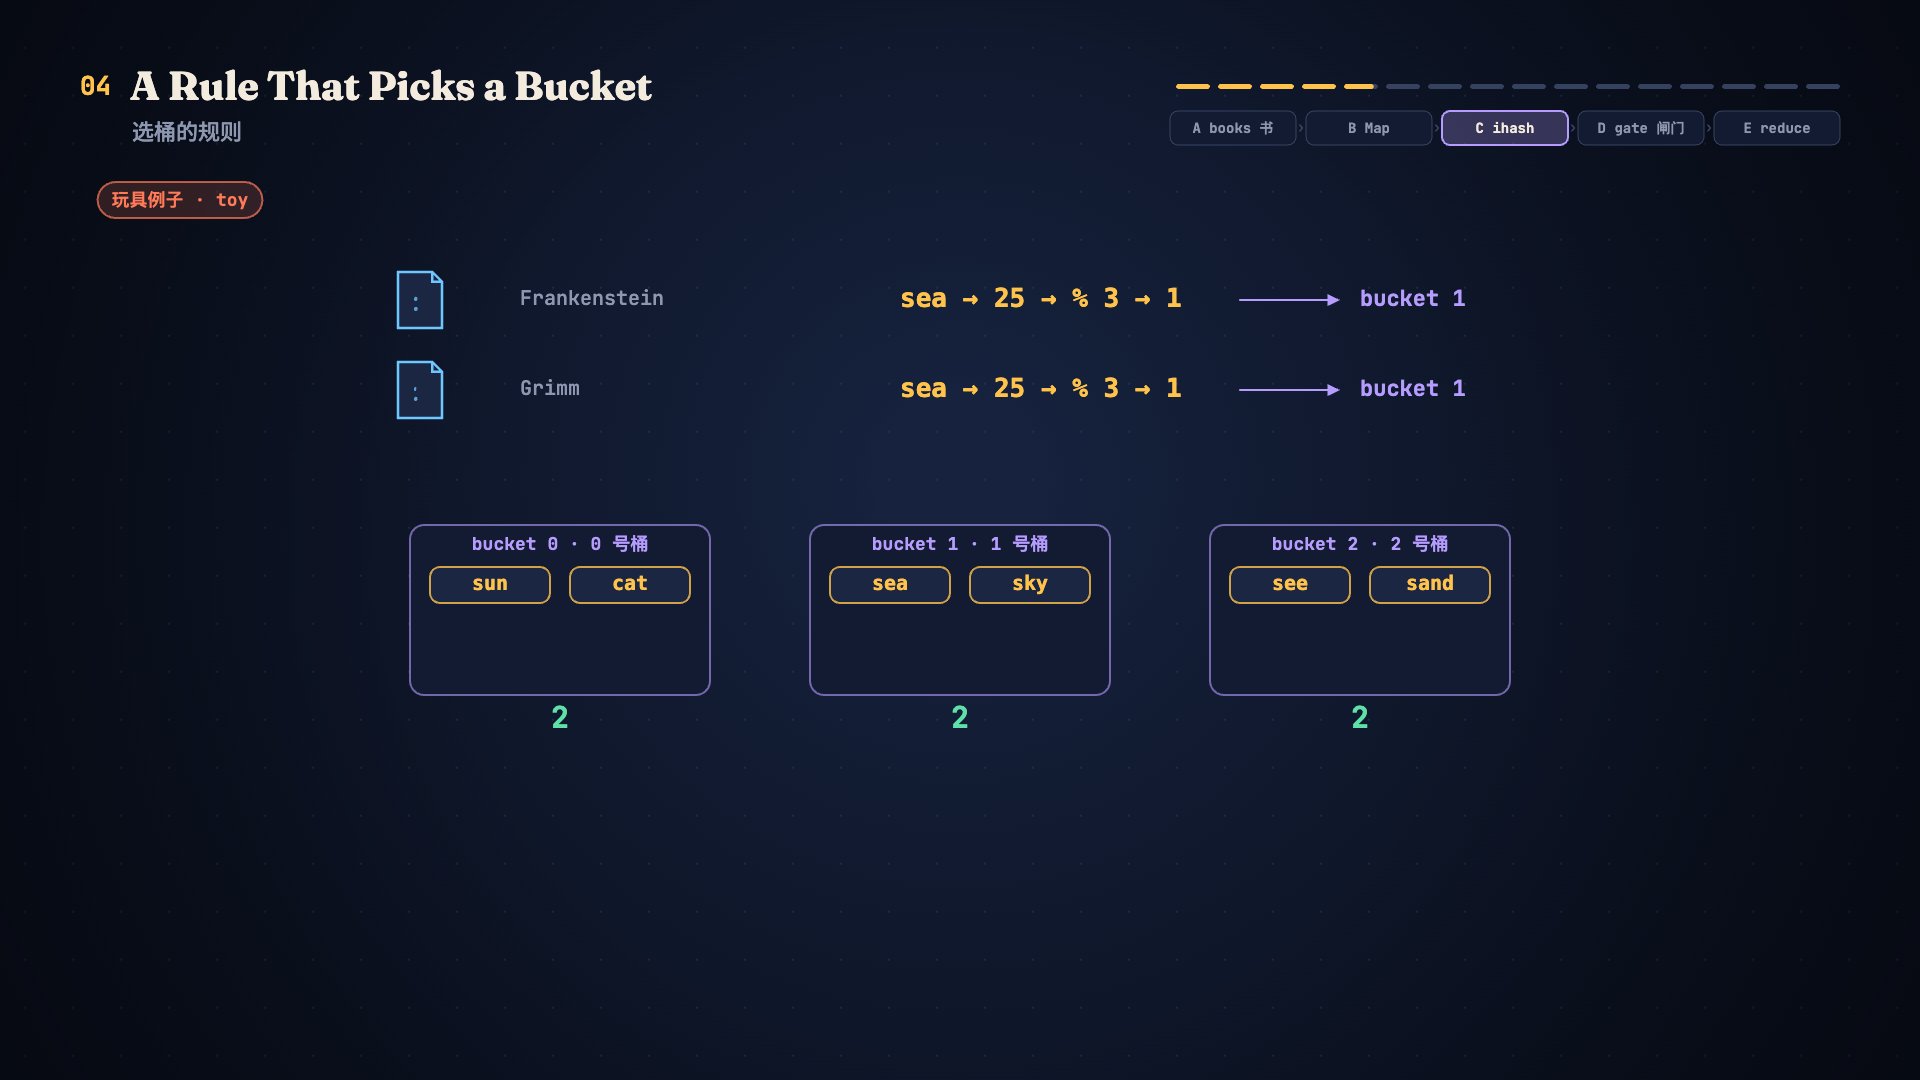 04 A Rule That Picks a Bucket
选桶的规则
A books 书 › B Map › C ihash › D gate 闸门 › E reduce
玩具例子 · toy
: Frankenstein sea → 25 → % 3 → 1 bucket 1
: Grimm sea → 25 → % 3 → 1 bucket 1
bucket 0 · 0 号桶 bucket 1 · 1 号桶 bucket 2 · 2 号桶
sun cat sea sky see sand
2 2 2